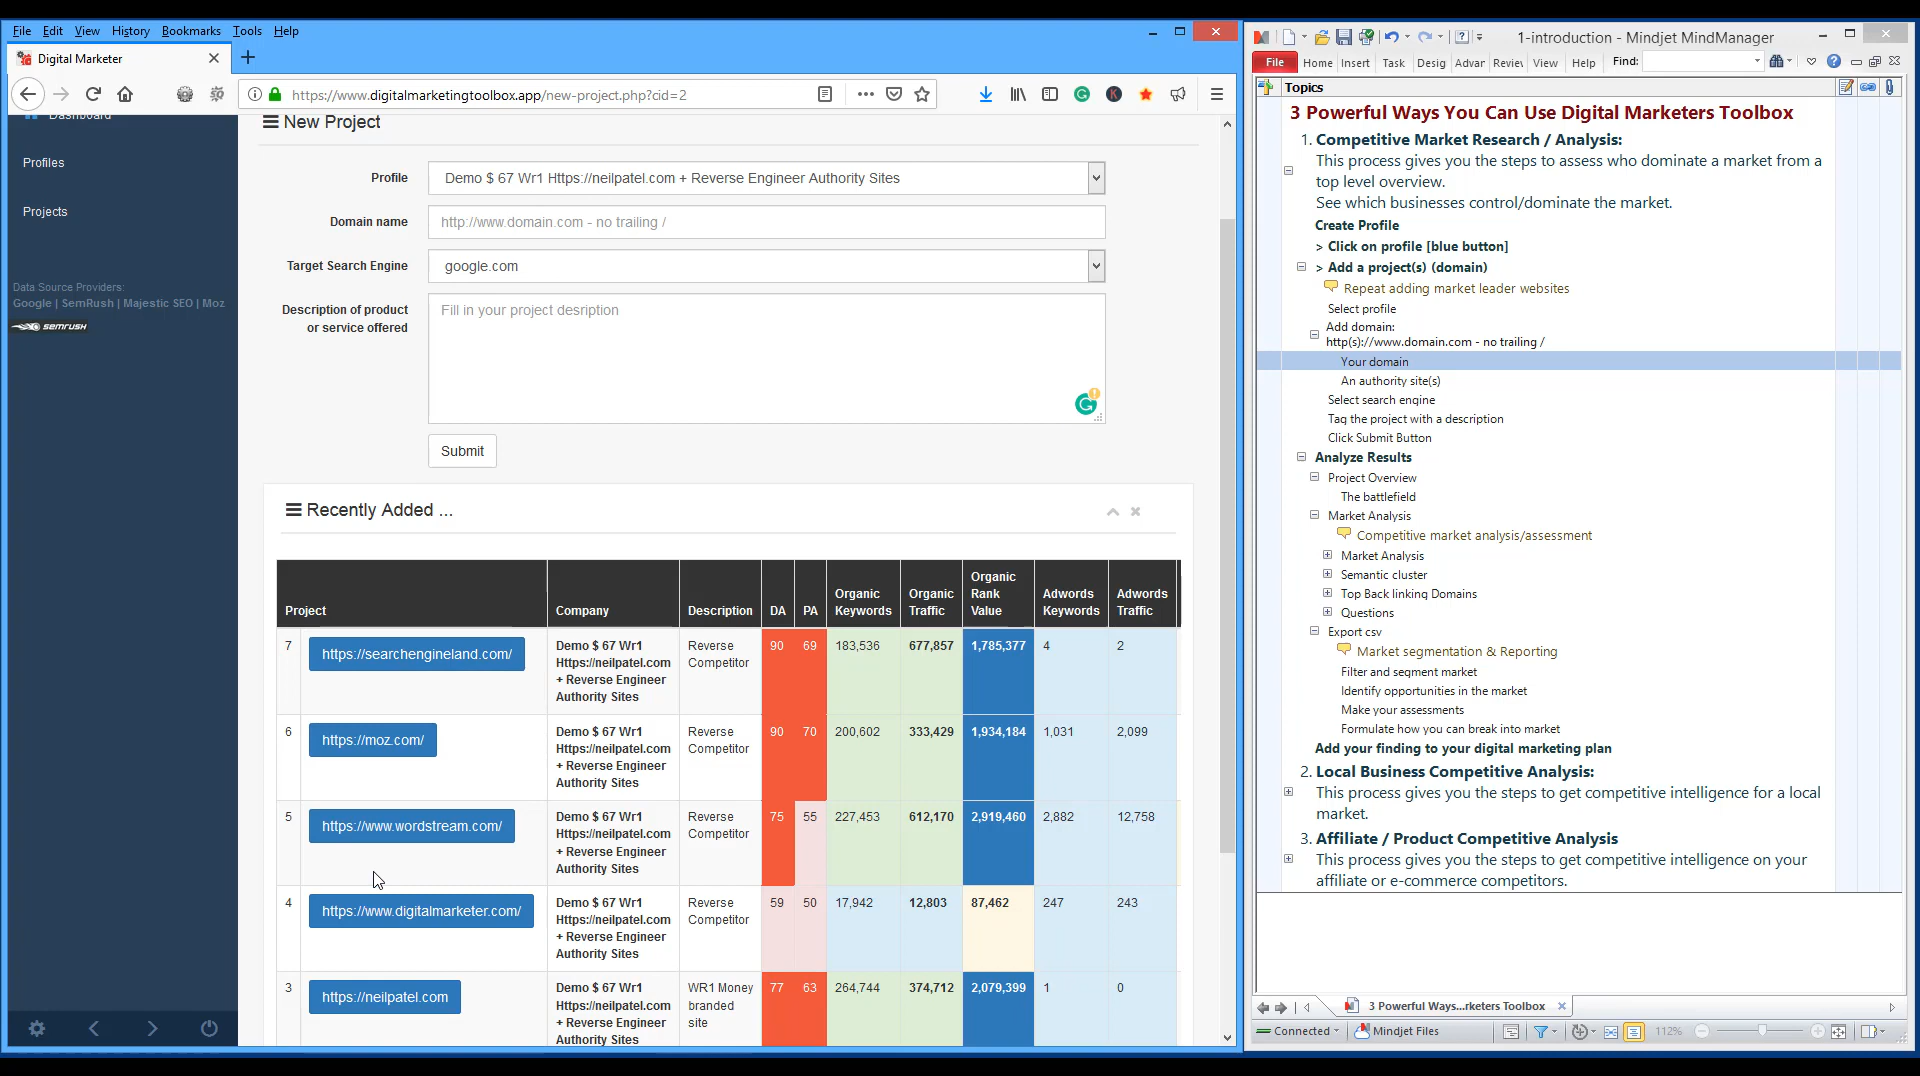 File Edit View History Bookmarks Tools Help
Digital Marketer
https://www.digitalmarketingtoolbox.app/new-project.php?cid=2
Dashboard
Profiles
Projects
Data Source Providers:
Google | SemRush | Majestic SEO | Moz
SEMRUSH
New Project
Profile Demo $ 67 Wr1 Https://neilpatel.com + Reverse Engineer Authority Sites
Domain name http://www.domain.com - no trailing /
Target Search Engine google.com
Description of product
or service offered
Fill in your project desription
Submit
Recently Added ...
Project Company Description DA PA Organic Keywords Organic Traffic Organic Rank Value Adwords Keywords Adwords Traffic
7 https://searchengineland.com/ Demo $ 67 Wr1 Reverse 90 69 183,536 677,857 1,785,377 4 2
Https://neilpatel.com Competitor
+ Reverse Engineer
Authority Sites
6 https://moz.com/ Demo $ 67 Wr1 Reverse 90 70 200,602 333,429 1,934,184 1,031 2,099
Https://neilpatel.com Competitor
+ Reverse Engineer
Authority Sites
5 https://www.wordstream.com/ Demo $ 67 Wr1 Reverse 75 55 227,453 612,170 2,919,460 2,882 12,758
Https://neilpatel.com Competitor
+ Reverse Engineer
Authority Sites
4 https://www.digitalmarketer.com/ Demo $ 67 Wr1 Reverse 59 50 17,942 12,803 87,462 247 243
Https://neilpatel.com Competitor
+ Reverse Engineer
Authority Sites
3 https://neilpatel.com Demo $ 67 Wr1 WR1 Money 77 63 264,744 374,712 2,079,399 1 0
Https://neilpatel.com branded
+ Reverse Engineer site
Authority Sites
1-introduction - Mindjet MindManager
File Home Insert Task Desig Advan Review View Help Find:
Topics
3 Powerful Ways You Can Use Digital Marketers Toolbox
1. Competitive Market Research / Analysis:
This process gives you the steps to assess who dominate a market from a
top level overview.
See which businesses control/dominate the market.
Create Profile
> Click on profile [blue button]
> Add a project(s) (domain)
Repeat adding market leader websites
Select profile
Add domain:
http(s)://www.domain.com - no trailing /
Your domain
An authority site(s)
Select search engine
Tag the project with a description
Click Submit Button
Analyze Results
Project Overview
The battlefield
Market Analysis
Competitive market analysis/assessment
Market Analysis
Semantic cluster
Top Back linking Domains
Questions
Export csv
Market segmentation & Reporting
Filter and segment market
Identify opportunities in the market
Make your assessments
Formulate how you can break into market
Add your finding to your digital marketing plan
2. Local Business Competitive Analysis:
This process gives you the steps to get competitive intelligence for a local
market.
3. Affiliate / Product Competitive Analysis
This process gives you the steps to get competitive intelligence on your
affiliate or e-commerce competitors.
3 Powerful Ways...rketers Toolbox
Connected Mindjet Files 112%